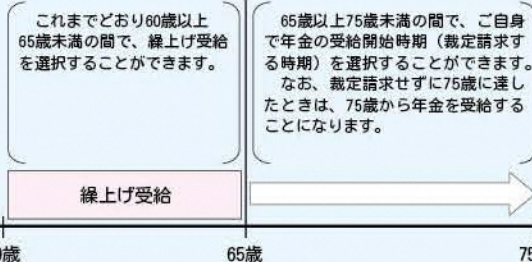 これまでどおり60歳以上
65歳未満の間で、繰上げ受給
を選択することができます。
65歳以上75歳未満の間で、ご自身
で年金の受給開始時期（裁定請求す
る時期）を選択することができます。
なお、裁定請求せずに75歳に達し
たときは、75歳から年金を受給する
ことになります。
繰上げ受給
歳
65歳
75